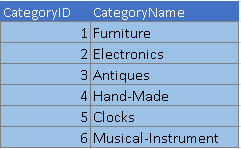 CategoryID CategoryName
1 Furniture
2 Electronics
3 Antiques
4 Hand-Made
5 Clocks
6 Musical-Instrument